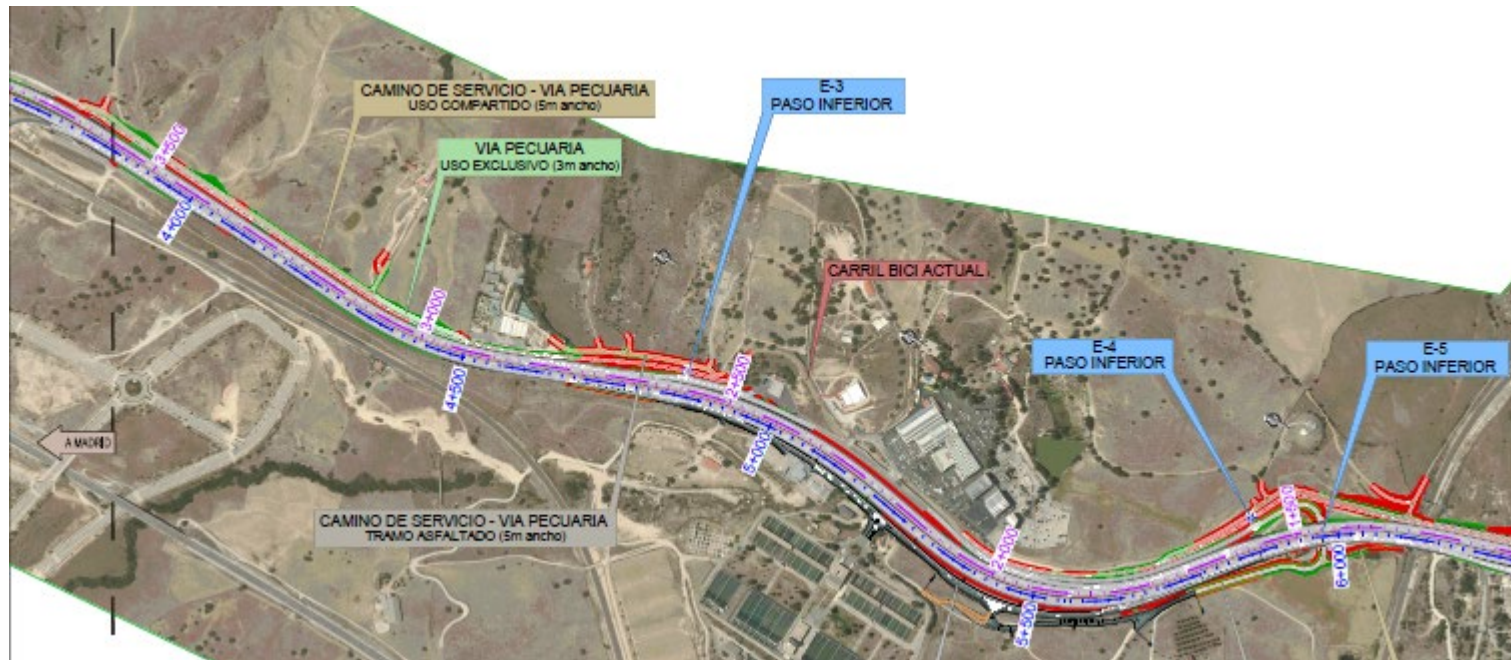 CAMINO DE SERVICIO - VIA PECUARIA
USO COMPARTIDO (5m ancho)
E-3
PASO INFERIOR
VIA PECUARIA
USO EXCLUSIVO (3m ancho)
3+500
4+000
CARRIL BICI ACTUAL
3+000
E-4
PASO INFERIOR
E-5
PASO INFERIOR
4+500
2+500
A MADRID
5+000
CAMINO DE SERVICIO - VIA PECUARIA
TRAMO ASFALTADO (5m ancho)
1+500
2+000
6+000
5+500